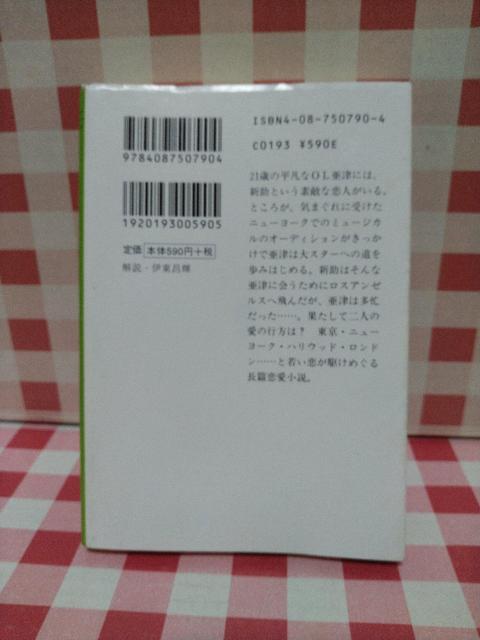 9784087507904
1920193005905
定価 本体590円+税
解説・伊東昌輝
ISBN4-08-750790-4
C0193 ¥590E
21歳の平凡なOL亜津には、
新助という素敵な恋人がいる。
ところが、気まぐれに受けた
ニューヨークでのミュージカ
ルのオーディションがきっか
けで亜津は大スターへの道を
歩みはじめる。新助はそんな
亜津に会うためにロスアンゼ
ルスへ飛んだが、亜津は多忙
だった……。果たして二人の
愛の行方は? 東京・ニュー
ヨーク・ハリウッド・ロンド
ン……と若い恋が駆けめぐる
長篇恋愛小説。